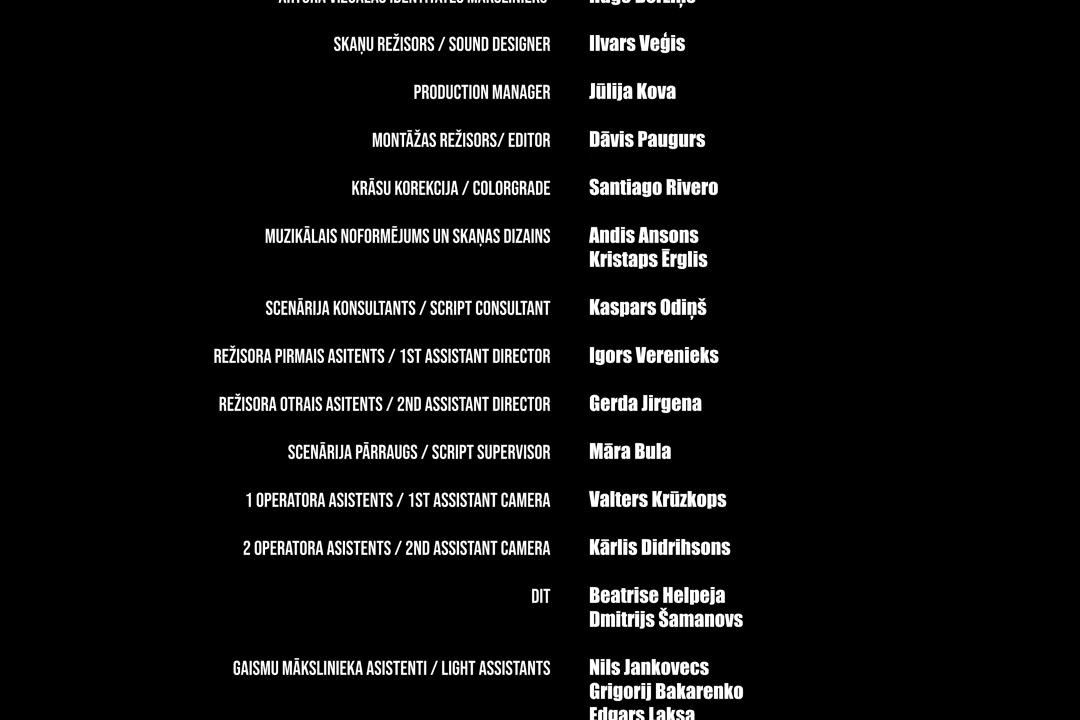 SKAŅU REŽISORS / SOUND DESIGNER Ilvars Veģis
PRODUCTION MANAGER Jūlija Kova
MONTĀŽAS REŽISORS/ EDITOR Dāvis Paugurs
KRĀSU KOREKCIJA / COLORGRADE Santiago Rivero
MUZIKĀLAIS NOFORMĒJUMS UN SKAŅAS DIZAINS Andis Ansons
Kristaps Ērglis
SCENĀRIJA KONSULTANTS / SCRIPT CONSULTANT Kaspars Odiņš
REŽISORA PIRMAIS ASITENTS / 1ST ASSISTANT DIRECTOR Igors Verenieks
REŽISORA OTRAIS ASITENTS / 2ND ASSISTANT DIRECTOR Gerda Jirgena
SCENĀRIJA PĀRRAUGS / SCRIPT SUPERVISOR Māra Bula
1 OPERATORA ASISTENTS / 1ST ASSISTANT CAMERA Valters Krūzkops
2 OPERATORA ASISTENTS / 2ND ASSISTANT CAMERA Kārlis Didrihsons
DIT Beatrise Helpeja
Dmitrijs Šamanovs
GAISMU MĀKSLINIEKA ASISTENTI / LIGHT ASSISTANTS Nils Jankovecs
Grigorij Bakarenko
Edgars Laksa